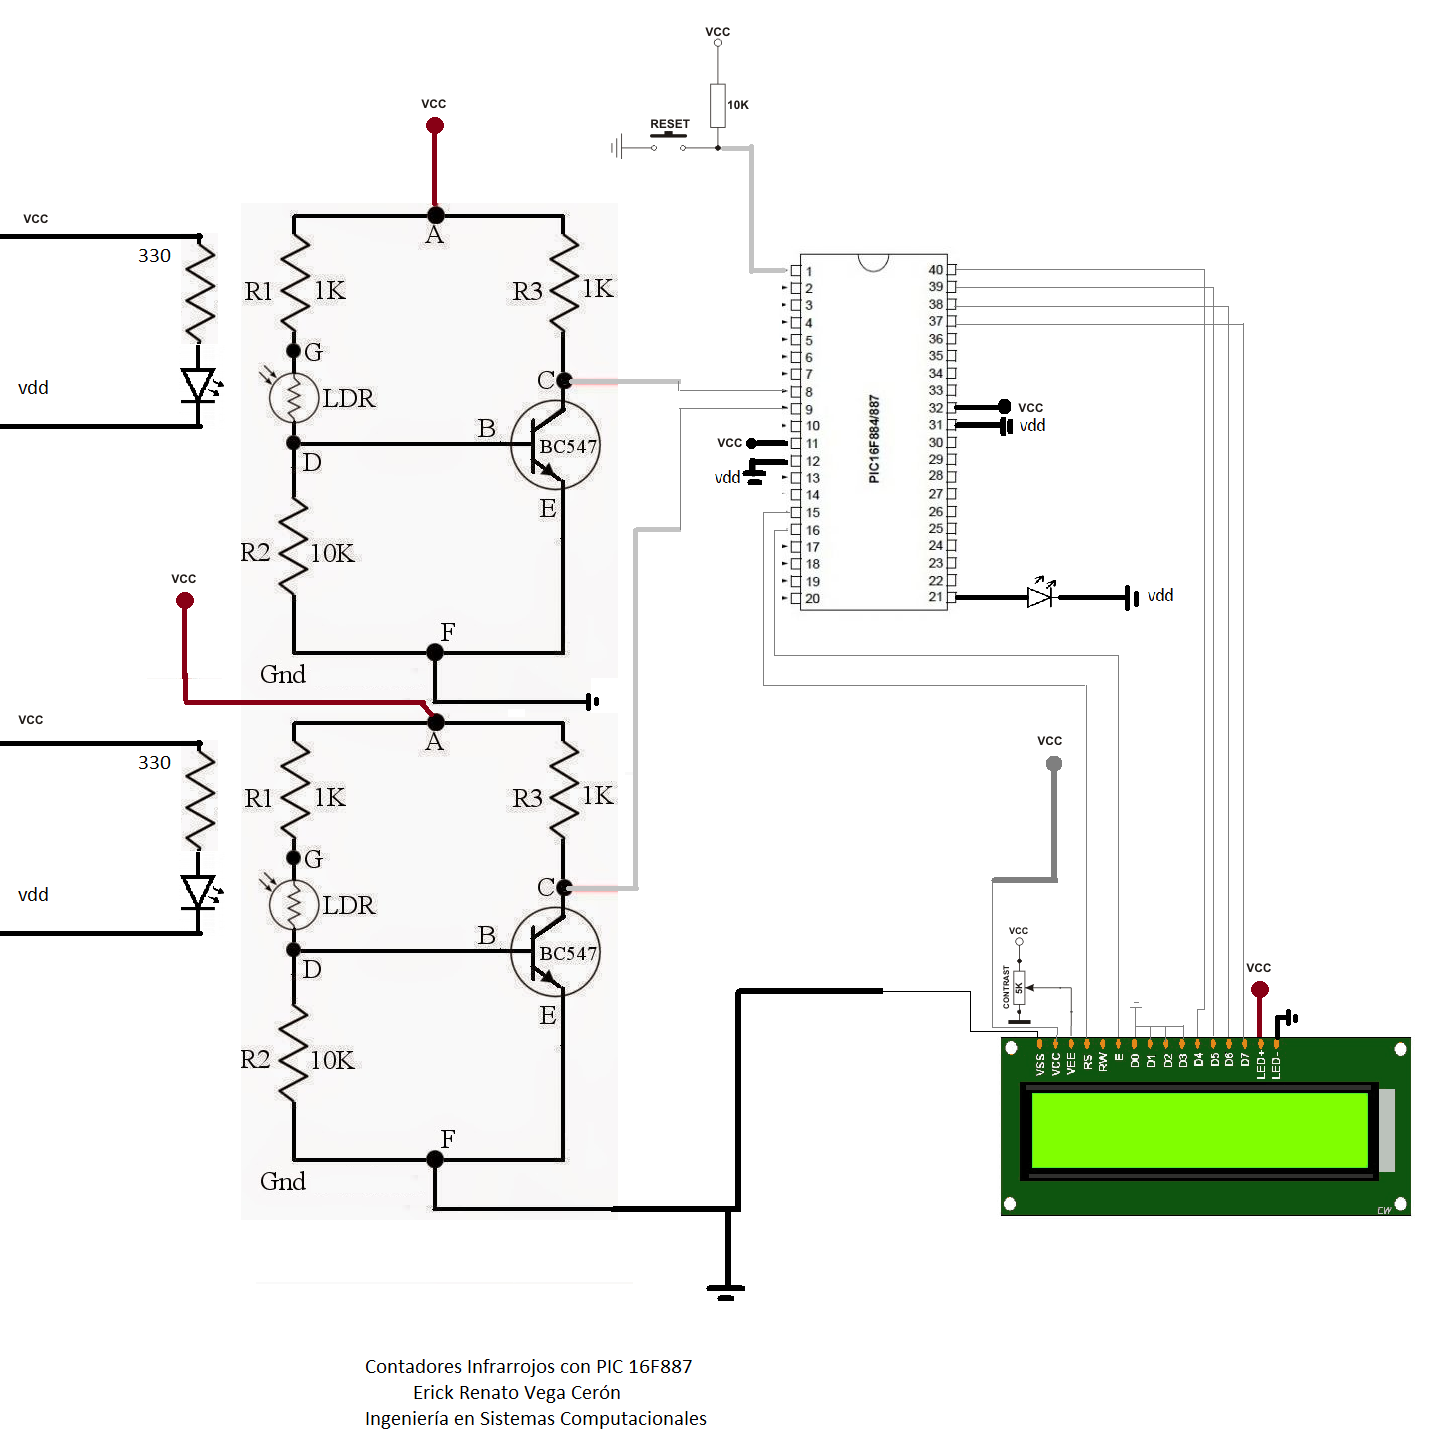 VCC
10K
RESET
VCC
VCC
330
vdd
A
R1
1K
R3
1K
G
LDR
C
B
BC547
D
E
R2
10K
F
Gnd
1
2
3
4
5
6
7
8
9
10
11
12
13
14
15
16
17
18
19
20
40
39
38
37
36
35
34
33
32
31
30
29
28
27
26
25
24
23
22
21
PIC16F884/887
VCC
vdd
VCC
vdd
vdd
VCC
VCC
330
vdd
A
R1
1K
R3
1K
G
LDR
C
B
BC547
D
E
R2
10K
F
Gnd
VCC
VCC
CONTRAST
5K
VCC
VSS
VCC
VEE
RS
RW
E
D0
D1
D2
D3
D4
D5
D6
D7
LED+
LED-
CW
Contadores Infrarrojos con PIC 16F887
Erick Renato Vega Cerón
Ingeniería en Sistemas Computacionales